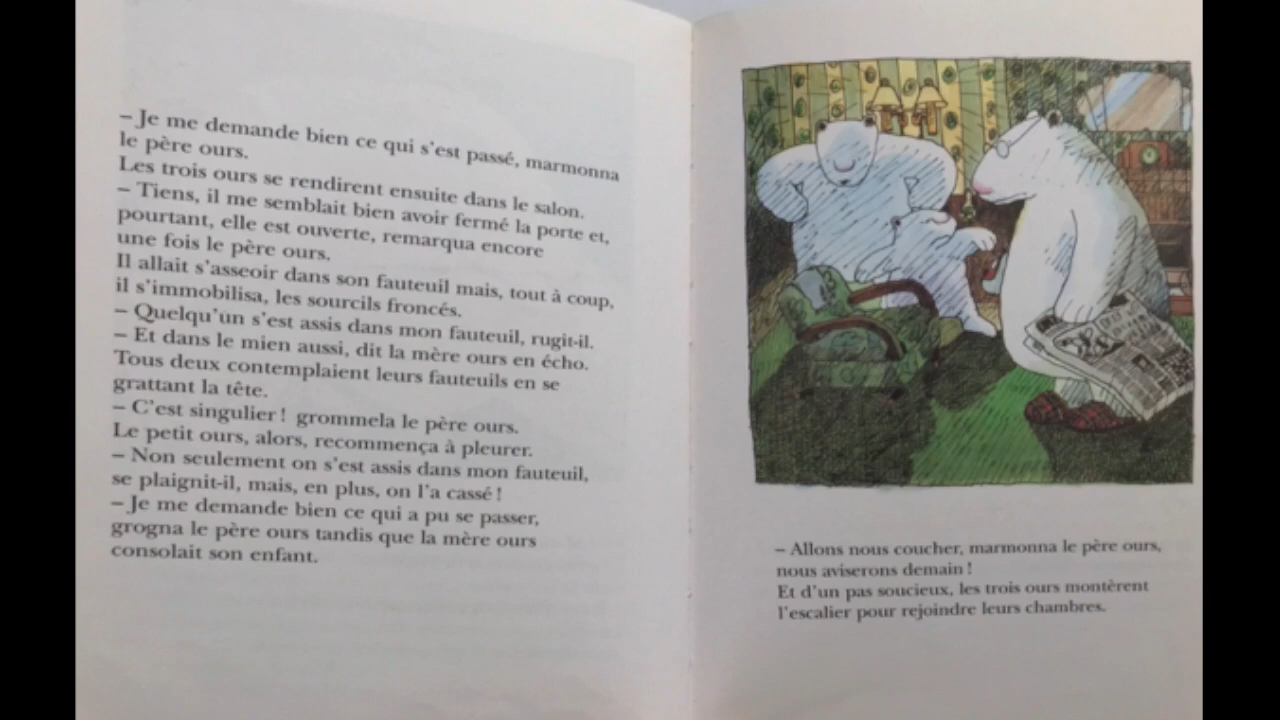 – Je me demande bien ce qui s'est passé, marmonna
le père ours.
Les trois ours se rendirent ensuite dans le salon.
– Tiens, il me semblait bien avoir fermé la porte et,
pourtant, elle est ouverte, remarqua encore
une fois le père ours.
Il allait s'asseoir dans son fauteuil mais, tout à coup,
il s'immobilisa, les sourcils froncés.
– Quelqu'un s'est assis dans mon fauteuil, rugit-il.
– Et dans le mien aussi, dit la mère ours en écho.
Tous deux contemplaient leurs fauteuils en se
grattant la tête.
– C'est singulier ! grommela le père ours.
Le petit ours, alors, recommença à pleurer.
– Non seulement on s'est assis dans mon fauteuil,
se plaignit-il, mais, en plus, on l'a cassé !
– Je me demande bien ce qui a pu se passer,
grogna le père ours tandis que la mère ours
consolait son enfant.
– Allons nous coucher, marmonna le père ours,
nous aviserons demain !
Et d'un pas soucieux, les trois ours montèrent
l'escalier pour rejoindre leurs chambres.